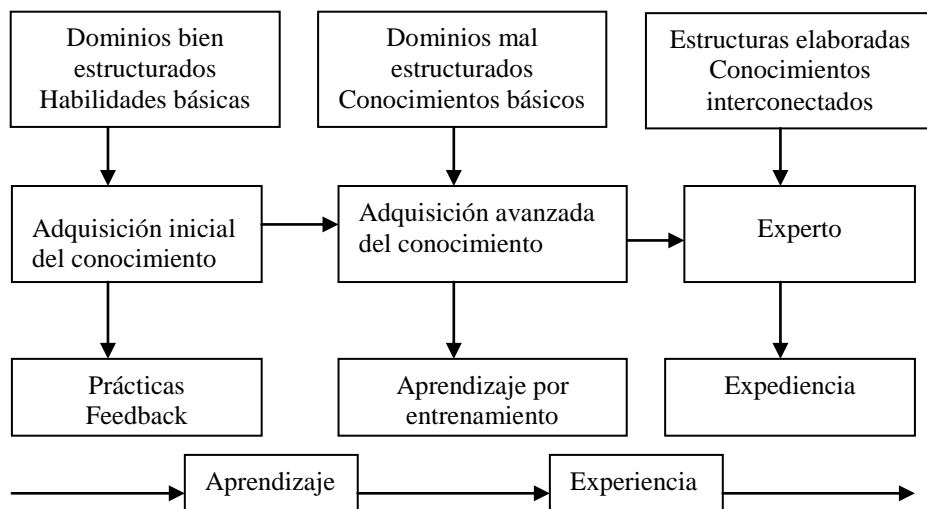 Dominios bien
estructurados
Habilidades básicas
Dominios mal
estructurados
Conocimientos básicos
Estructuras elaboradas
Conocimientos
interconectados
Adquisición inicial
del conocimiento
Adquisición avanzada
del conocimiento
Experto
Prácticas
Feedback
Aprendizaje por
entrenamiento
Expediencia
Aprendizaje
Experiencia